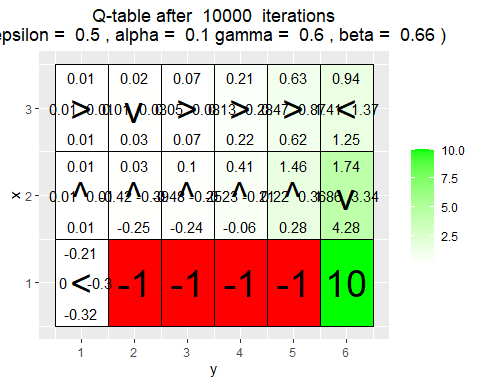 Q-table after 10000 iterations
epsilon = 0.5 , alpha = 0.1 gamma = 0.6 , beta = 0.66 )
0.01 0.02 0.07 0.21 0.63 0.94
3 > v > > > <
0.01 0.03 0.07 0.22 0.62 1.25
0.01 0.03 0.1 0.41 1.46 1.74
x 2 ^ ^ ^ ^ ^ v
0.01 -0.25 -0.24 -0.06 0.28 4.28
-0.21
1 0 < -0.3 -1 -1 -1 -1 10
-0.32
1 2 3 4 5 6
y
10.0
7.5
5.0
2.5